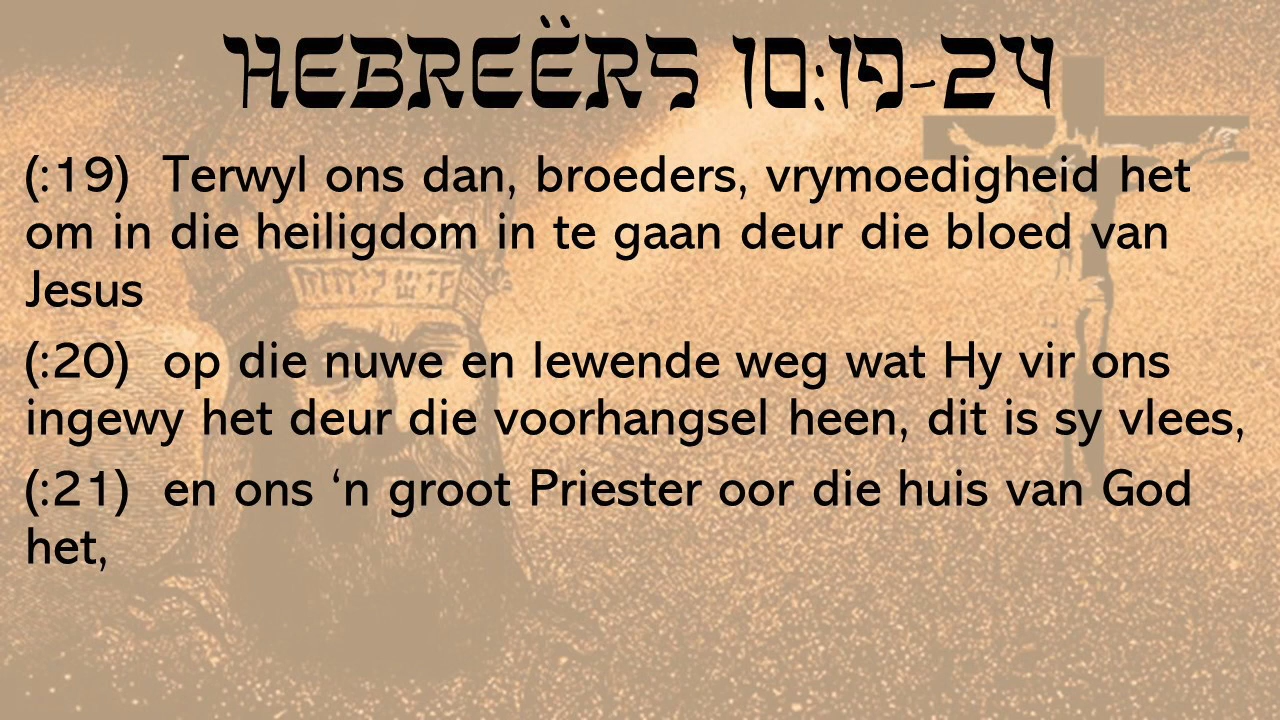 HEBREËRS 10:19-24
(:19) Terwyl ons dan, broeders, vrymoedigheid het
om in die heiligdom in te gaan deur die bloed van
Jesus
(:20) op die nuwe en lewende weg wat Hy vir ons
ingewy het deur die voorhangsel heen, dit is sy vlees,
(:21) en ons ‘n groot Priester oor die huis van God
het,